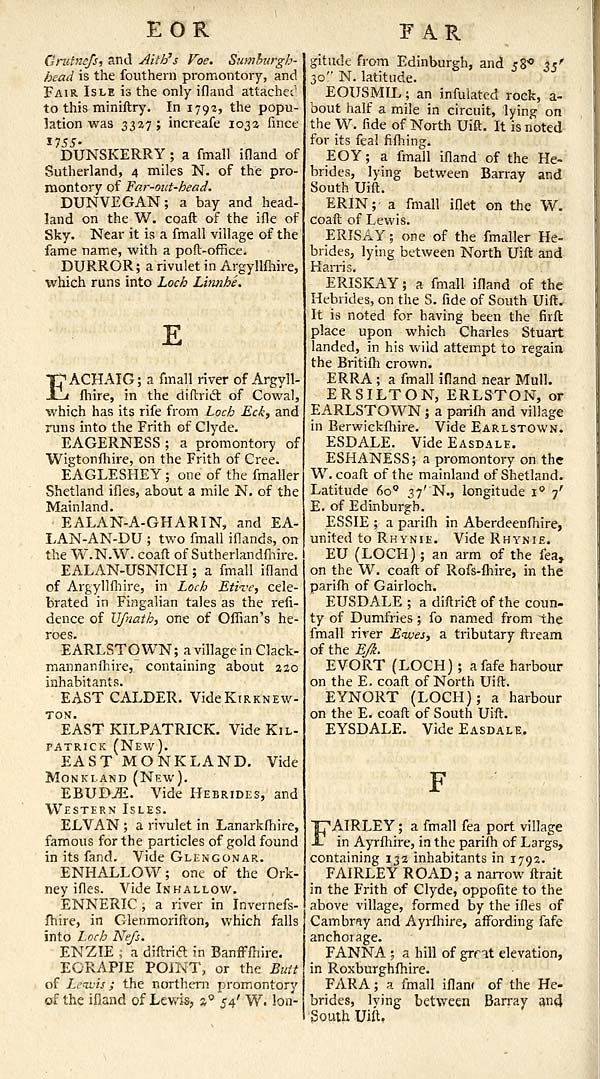 EOR
Grutneſs, and Aith's Voe. Sumburgh-
head is the ſouthern promontory, and
FAIR ISLE is the only iſland attached
to this miniſtry. In 1792, the popu-
lation was 3327; increaſe 1032 ſince
1755.
DUNSKERRY; a ſmall iſland of
Sutherland, 4 miles N. of the pro-
montory of Far-out-head.
DUNVEGAN; a bay and head-
land on the W. coaſt of the iſle of
Sky. Near it is a ſmall village of the
ſame name, with a poſt-office.
DURROR; a rivulet in Argyllſhire,
which runs into Loch Linnhé.
E
EACHAIG; a ſmall river of Argyll-
ſhire, in the diſtrict of Cowal,
which has its riſe from Loch Eck, and
runs into the Frith of Clyde.
EAGERNESS; a promontory of
Wigtonſhire, on the Frith of Cree.
EAGLESHEY; one of the ſmaller
Shetland iſles, about a mile N. of the
Mainland.
EALAN-A-GHARIN, and EA-
LAN-AN-DU; two ſmall iſlands, on
the W.N.W. coaſt of Sutherlandſhire.
EALAN-USNICH; a ſmall iſland
of Argyllſhire, in Loch Etive, cele-
brated in Fingalian tales as the reſi-
dence of Uſnath, one of Oſſian's he-
roes.
EARLSTOWN; a village in Clack-
mannanſhire, containing about 220
inhabitants.
EAST CALDER. Vide KIRKNEW-
TON.
EAST KILPATRICK. Vide KIL-
PATRICK (NEW).
EAST MONKLAND. Vide
MONKLAND (NEW).
EBUDÆ. Vide HEBRIDES, and
WESTERN ISLES.
ELVAN; a rivulet in Lanarkſhire,
famous for the particles of gold found
in its ſand. Vide GLENGONAR.
ENHALLOW; one of the Ork-
ney iſles. Vide INHALLOW.
ENNERIC; a river in Inverneſs-
ſhire, in Glenmoriſton, which falls
into Loch Neſs.
ENZIE; a diſtrict in Banffſhire.
EORAPIE POINT, or the Butt
of Lewis; the northern promontory
of the iſland of Lewis, 2° 54′ W. lon-
FAR
gitude from Edinburgh, and 58° 35′
30″ N. latitude.
EOUSMIL; an inſulated rock, a-
bout half a mile in circuit, lying on
the W. ſide of North Uiſt. It is noted
for its ſeal fiſhing.
EOY; a ſmall iſland of the He-
brides, lying between Barray and
South Uiſt.
ERIN; a ſmall iſlet on the W.
coaſt of Lewis.
ERISAY; one of the ſmaller He-
brides, lying between North Uiſt and
Harris.
ERISKAY; a ſmall iſland of the
Hebrides, on the S. ſide of South Uiſt.
It is noted for having been the firſt
place upon which Charles Stuart
landed, in his wild attempt to regain
the Britiſh crown.
ERRA; a ſmall iſland near Mull.
ERSILTON, ERLSTON, or
EARLSTOWN; a pariſh and village
in Berwickſhire. Vide EARLSTOWN.
ESDALE. Vide EASDALE.
ESHANESS; a promontory on the
W. coaſt of the mainland of Shetland.
Latitude 60° 37′ N., longitude 1° 7′
E. of Edinburgh.
ESSIE; a pariſh in Aberdeenſhire,
united to RHYNIE. Vide RHYNIE.
EU (LOCH); an arm of the ſea,
on the W. coaſt of Roſs-ſhire, in the
pariſh of Gairloch.
EUSDALE; a diſtrict of the coun-
ty of Dumfries; ſo named from the
ſmall river Ewes, a tributary ſtream
of the Eſk.
EVORT (LOCH); a ſafe harbour
on the E. coaſt of North Uiſt.
EYNORT (LOCH); a harbour
on the E. coaſt of South Uiſt.
EYSDALE. Vide EASDALE.
F
FAIRLEY; a ſmall ſea port village
in Ayrſhire, in the pariſh of Largs,
containing 132 inhabitants in 1792.
FAIRLEY ROAD; a narrow ſtrait
in the Frith of Clyde, oppoſite to the
above village, formed by the iſles of
Cambray and Ayrſhire, affording ſafe
anchorage.
FANNA; a hill of great elevation,
in Roxburghſhire.
FARA; a ſmall iſland of the He-
brides, lying between Barray and
South Uiſt.